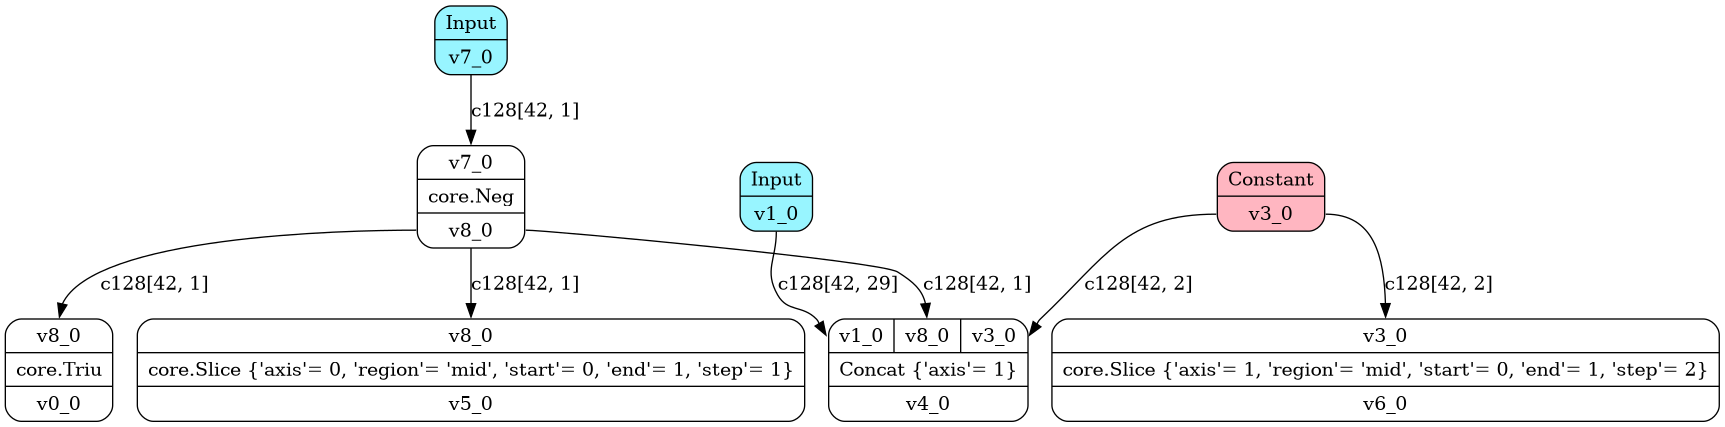 Input
v7_0
c128[42, 1]
v7_0
core.Neg
v8_0
Input
v1_0
Constant
v3_0
c128[42, 1]
c128[42, 1]
c128[42, 29]
c128[42, 1]
c128[42, 2]
c128[42, 2]
v8_0
core.Triu
v0_0
v8_0
core.Slice {'axis'= 0, 'region'= 'mid', 'start'= 0, 'end'= 1, 'step'= 1}
v5_0
v1_0 v8_0 v3_0
Concat {'axis'= 1}
v4_0
v3_0
core.Slice {'axis'= 1, 'region'= 'mid', 'start'= 0, 'end'= 1, 'step'= 2}
v6_0